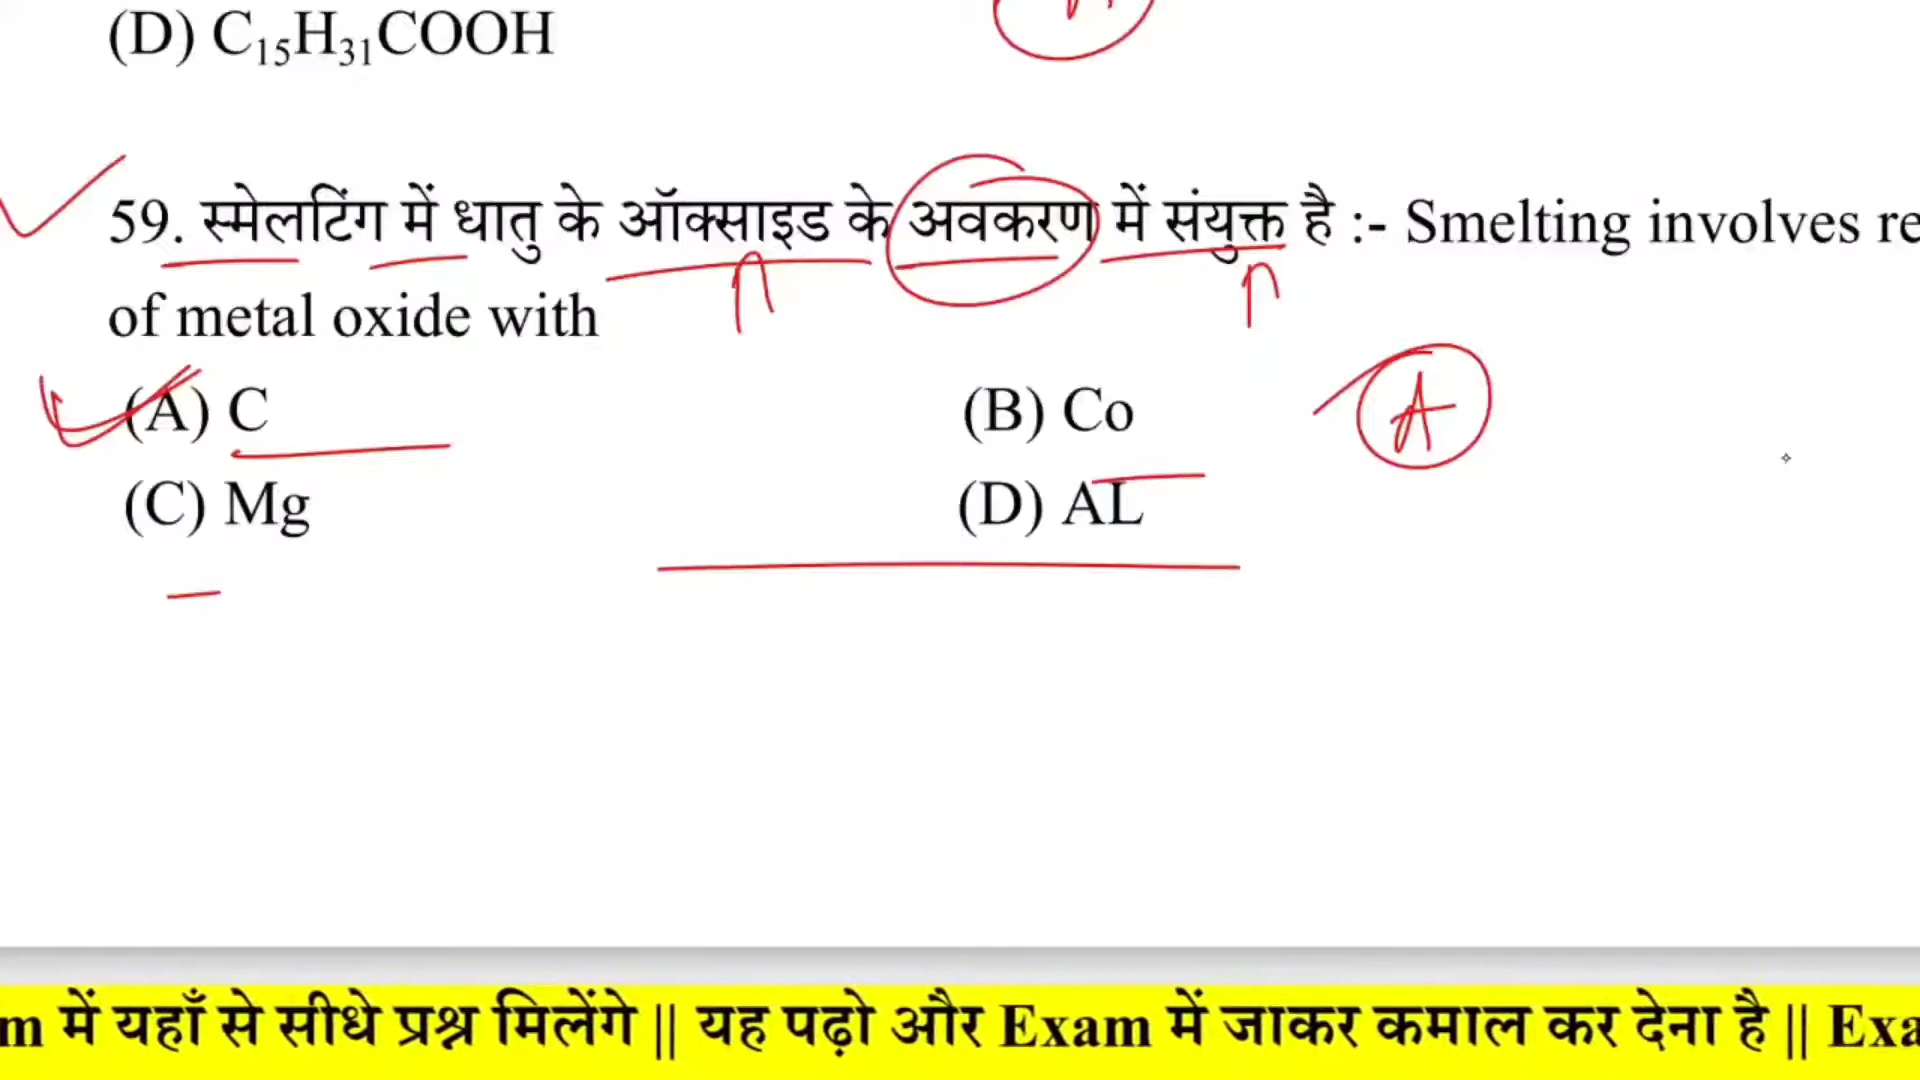 (D) C₁₅H₃₁COOH
59. स्मेलटिंग में धातु के ऑक्साइड के अवकरण में संयुक्त है :- Smelting involves re
of metal oxide with
(A) C (B) Co A
(C) Mg (D) AL
m में यहाँ से सीधे प्रश्न मिलेंगे || यह पढ़ो और Exam में जाकर कमाल कर देना है || Exa